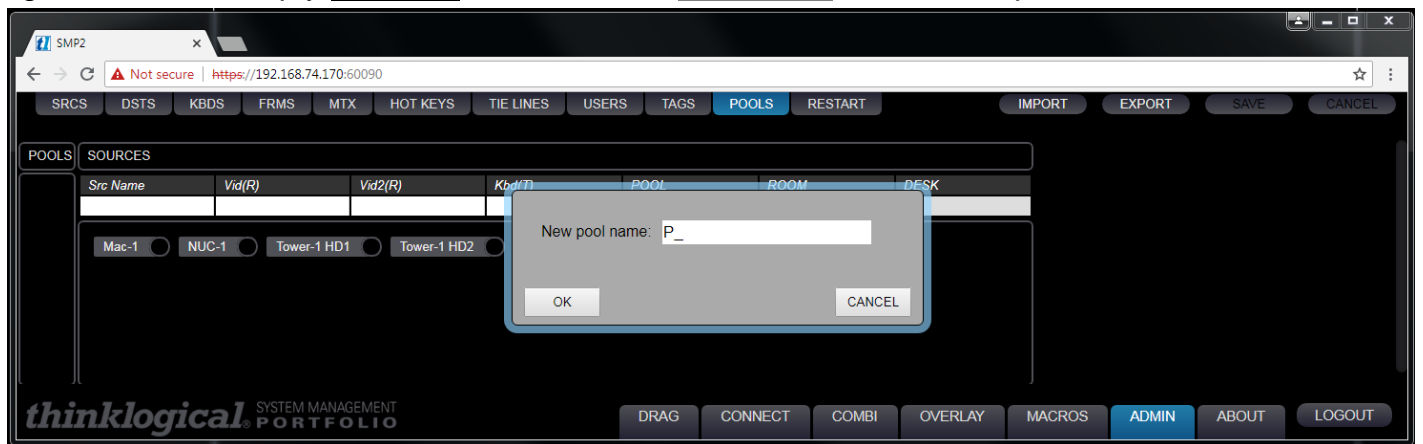 SMP2
Not secure | https://192.168.74.170:60090
SRCS DSTS KBDS FRMS MTX HOT KEYS TIE LINES USERS TAGS POOLS RESTART IMPORT EXPORT SAVE CANCEL
POOLS SOURCES
Src Name Vid(R) Vid2(R) Kbd(T) POOL ROOM DESK
Mac-1 NUC-1 Tower-1 HD1 Tower-1 HD2
New pool name: P_
OK CANCEL
thinklogical® SYSTEM MANAGEMENT
PORTFOLIO
DRAG CONNECT COMBI OVERLAY MACROS ADMIN ABOUT LOGOUT